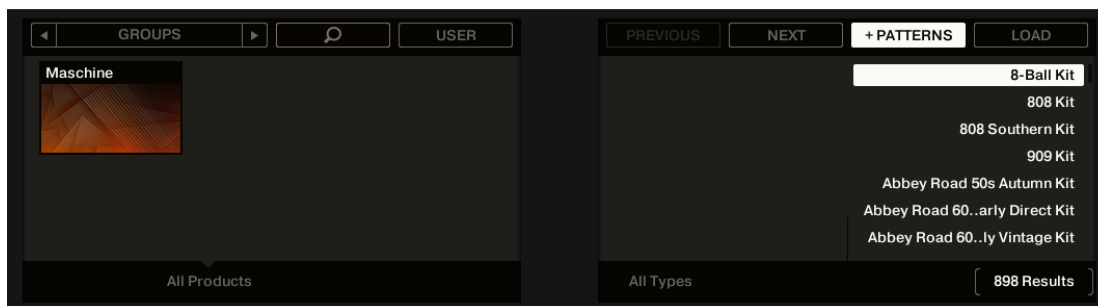 GROUPS
USER
PREVIOUS
NEXT
+ PATTERNS
LOAD
Maschine
8-Ball Kit
808 Kit
808 Southern Kit
909 Kit
Abbey Road 50s Autumn Kit
Abbey Road 60..arly Direct Kit
Abbey Road 60..ly Vintage Kit
All Products
All Types
898 Results